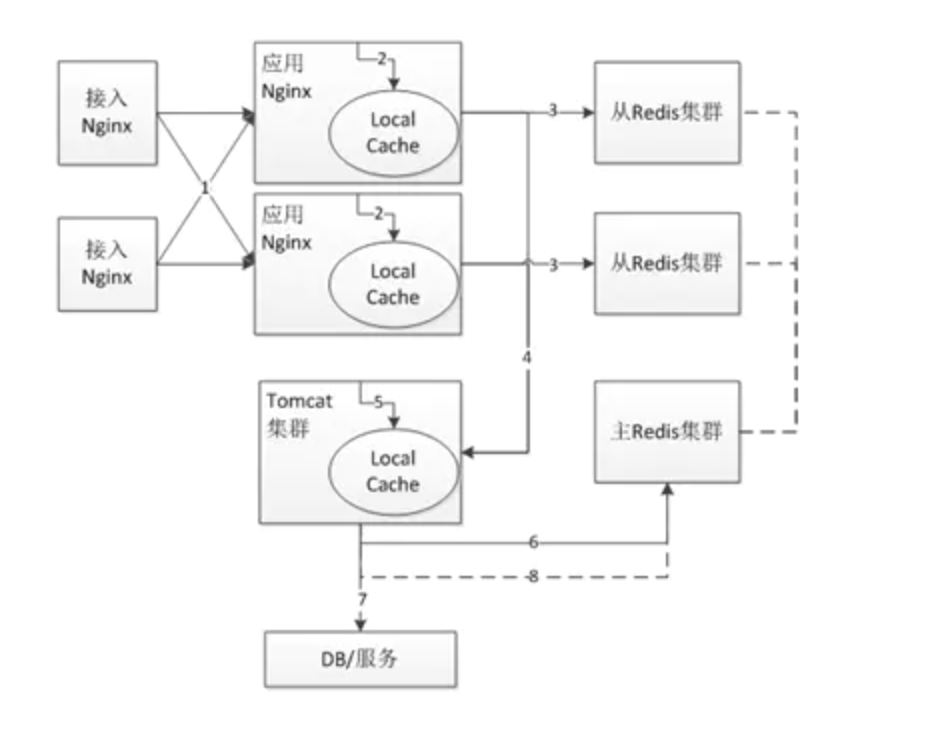 接入
Nginx
应用
Nginx
2
Local
Cache
3
从Redis集群
1
接入
Nginx
应用
Nginx
2
Local
Cache
3
从Redis集群
4
Tomcat
集群
5
Local
Cache
主Redis集群
6
8
7
DB/服务